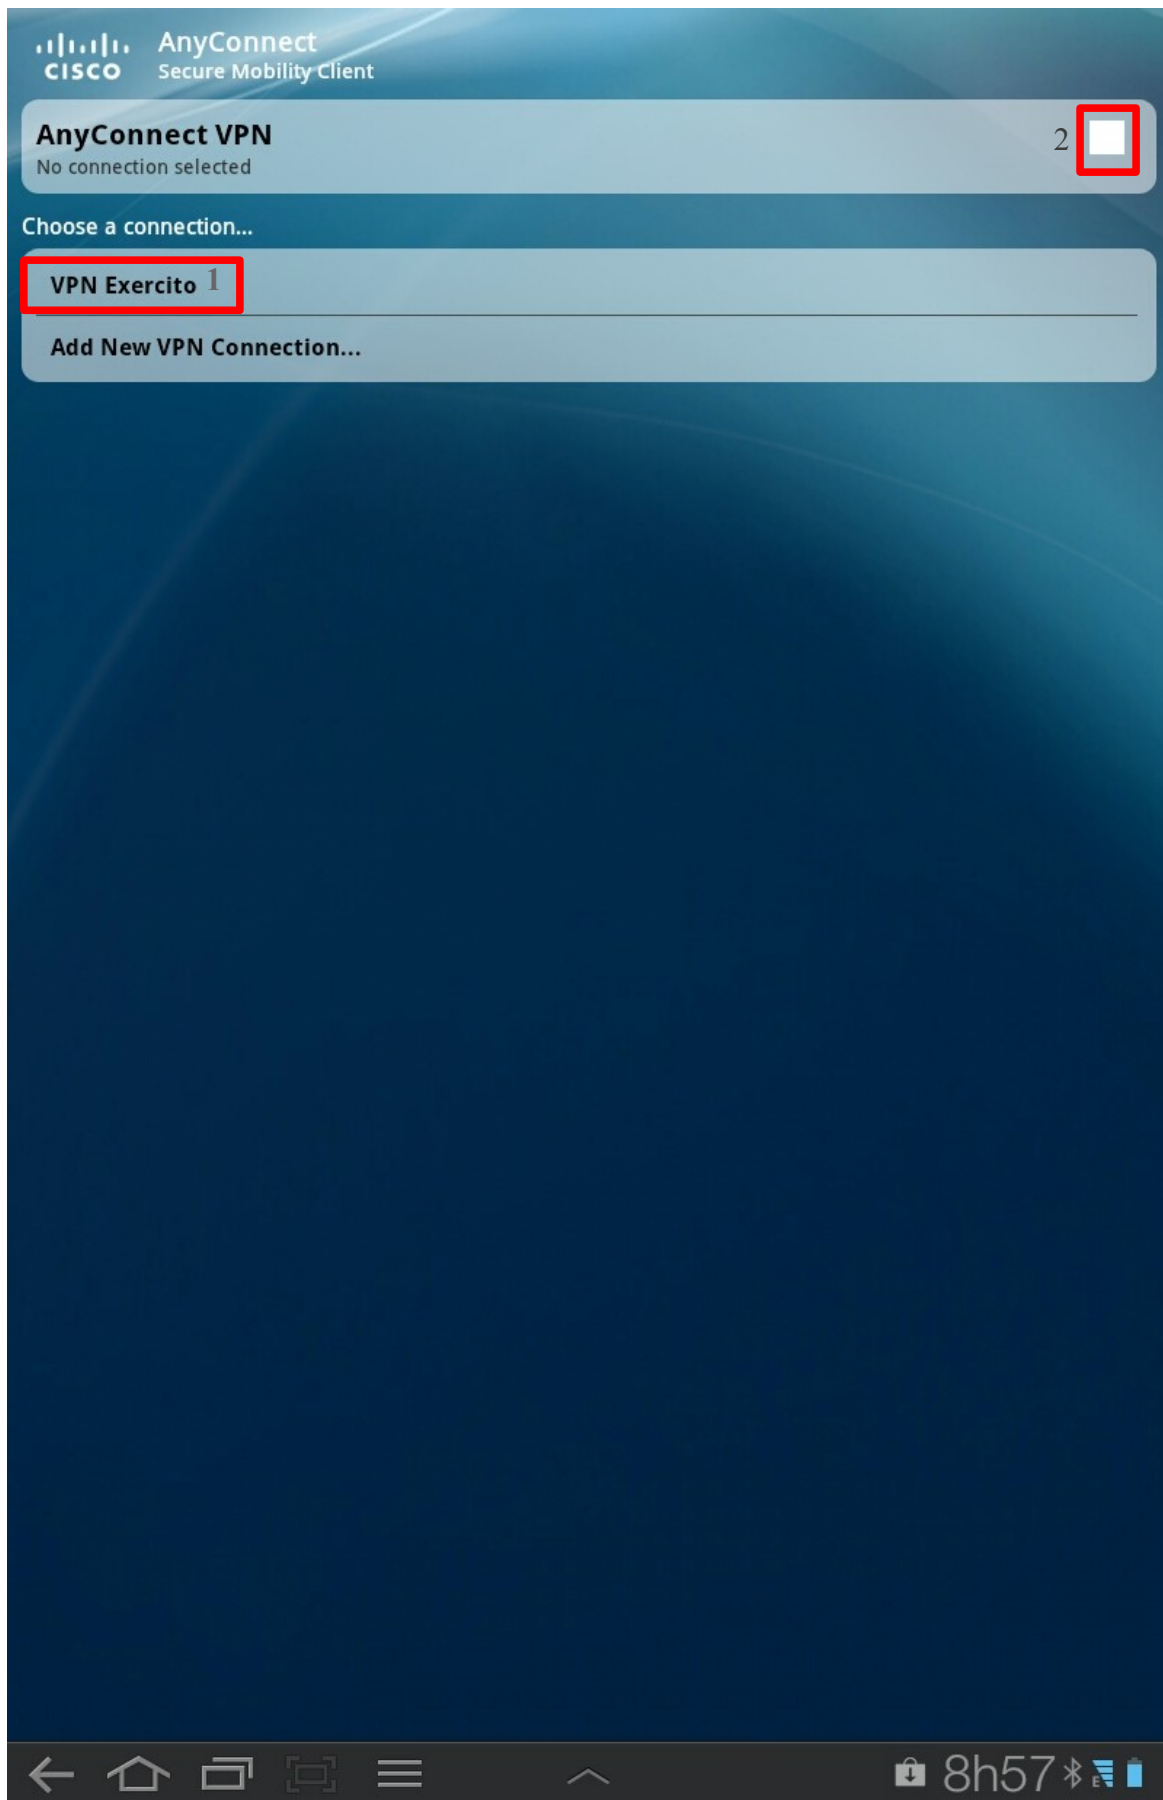 AnyConnect
CISCO Secure Mobility Client
AnyConnect VPN
2
No connection selected
Choose a connection...
VPN Exercito 1
Add New VPN Connection...
8h57
E